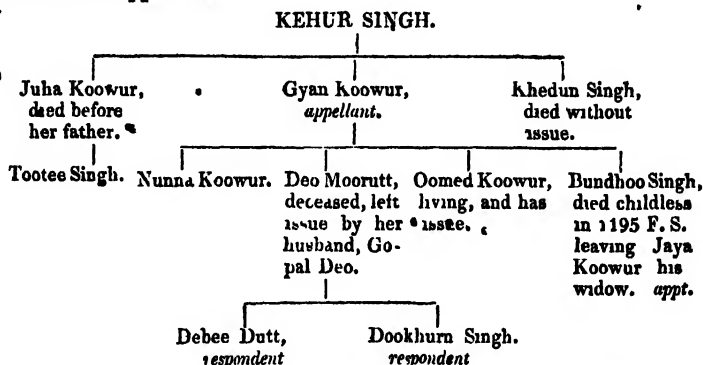 KEHUR SINGH.
Juha Koowur,
died before
her father.
Gyan Koowur,
appellant.
Khedun Singh,
died without
issue.
Tootee Singh.
Nunna Koowur.
Deo Moorutt,
deceased, left
issue by her
husband, Go-
pal Deo.
Oomed Koowur,
living, and has
issue.
Bundhoo Singh,
died childless
in 1195 F. S.
leaving Jaya
Koowur his
widow. appt.
Debee Dutt,
respondent
Dookhurn Singh.
respondent